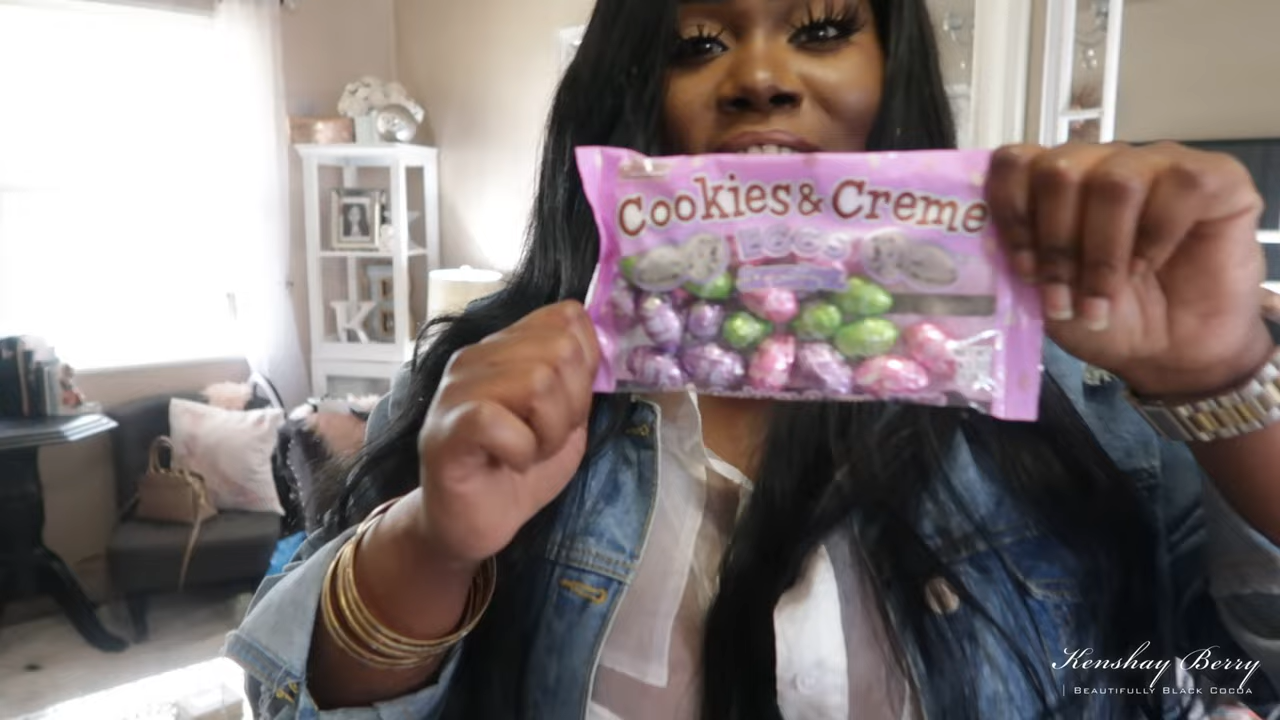 Cookies & Creme
EGGS
K
Kenshay Berry
| BEAUTIFULLY BLACK COCOA